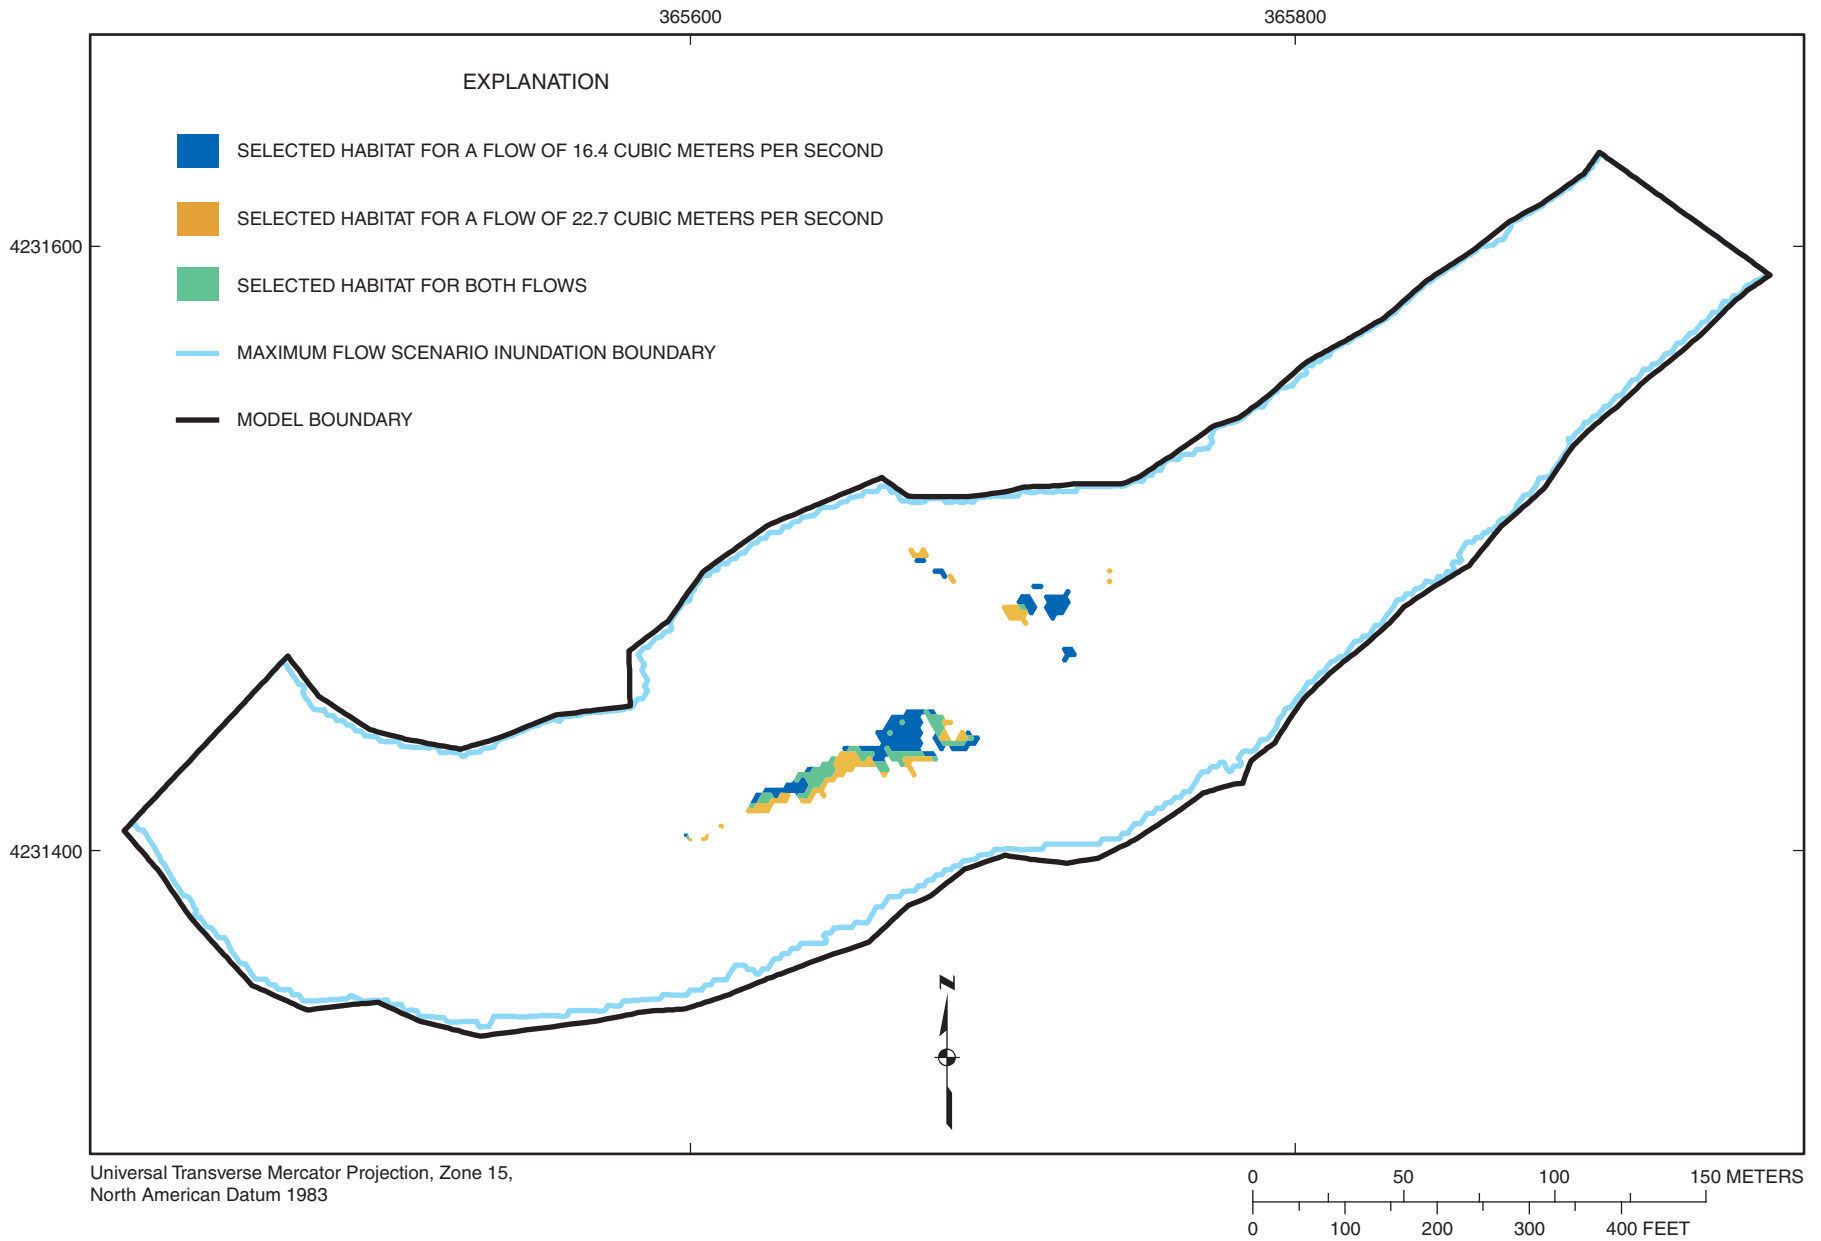 365600
365800
EXPLANATION
SELECTED HABITAT FOR A FLOW OF 16.4 CUBIC METERS PER SECOND
SELECTED HABITAT FOR A FLOW OF 22.7 CUBIC METERS PER SECOND
4231600
SELECTED HABITAT FOR BOTH FLOWS
MAXIMUM FLOW SCENARIO INUNDATION BOUNDARY
MODEL BOUNDARY
4231400
N
Universal Transverse Mercator Projection, Zone 15,
North American Datum 1983
0 50 100 150 METERS
0 100 200 300 400 FEET